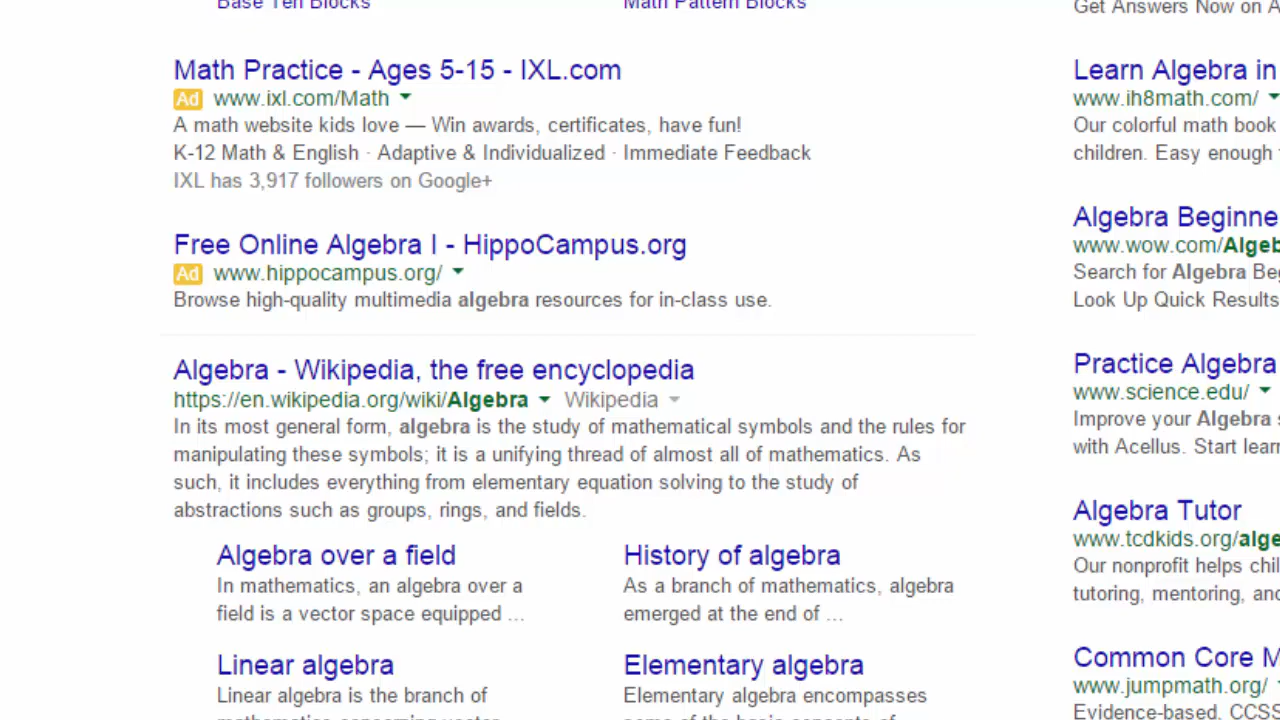 Base Ten Blocks
Math Pattern Blocks
Math Practice - Ages 5-15 - IXL.com
Ad www.ixl.com/Math
A math website kids love — Win awards, certificates, have fun!
K-12 Math & English · Adaptive & Individualized · Immediate Feedback
IXL has 3,917 followers on Google+
Free Online Algebra I - HippoCampus.org
Ad www.hippocampus.org/
Browse high-quality multimedia algebra resources for in-class use.
Algebra - Wikipedia, the free encyclopedia
https://en.wikipedia.org/wiki/Algebra Wikipedia
In its most general form, algebra is the study of mathematical symbols and the rules for
manipulating these symbols; it is a unifying thread of almost all of mathematics. As
such, it includes everything from elementary equation solving to the study of
abstractions such as groups, rings, and fields.
Algebra over a field
In mathematics, an algebra over a
field is a vector space equipped ...
History of algebra
As a branch of mathematics, algebra
emerged at the end of ...
Linear algebra
Linear algebra is the branch of
mathematics concerning vector
Elementary algebra
Elementary algebra encompasses
some of the basic concepts of
Get Answers Now on A
Learn Algebra in
www.ih8math.com/
Our colorful math book
children. Easy enough
Algebra Beginne
www.wow.com/Algeb
Search for Algebra Be
Look Up Quick Results
Practice Algebra
www.science.edu/
Improve your Algebra s
with Acellus. Start lear
Algebra Tutor
www.tcdkids.org/alge
Our nonprofit helps chil
tutoring, mentoring, and
Common Core M
www.jumpmath.org/
Evidence-based, CCSS